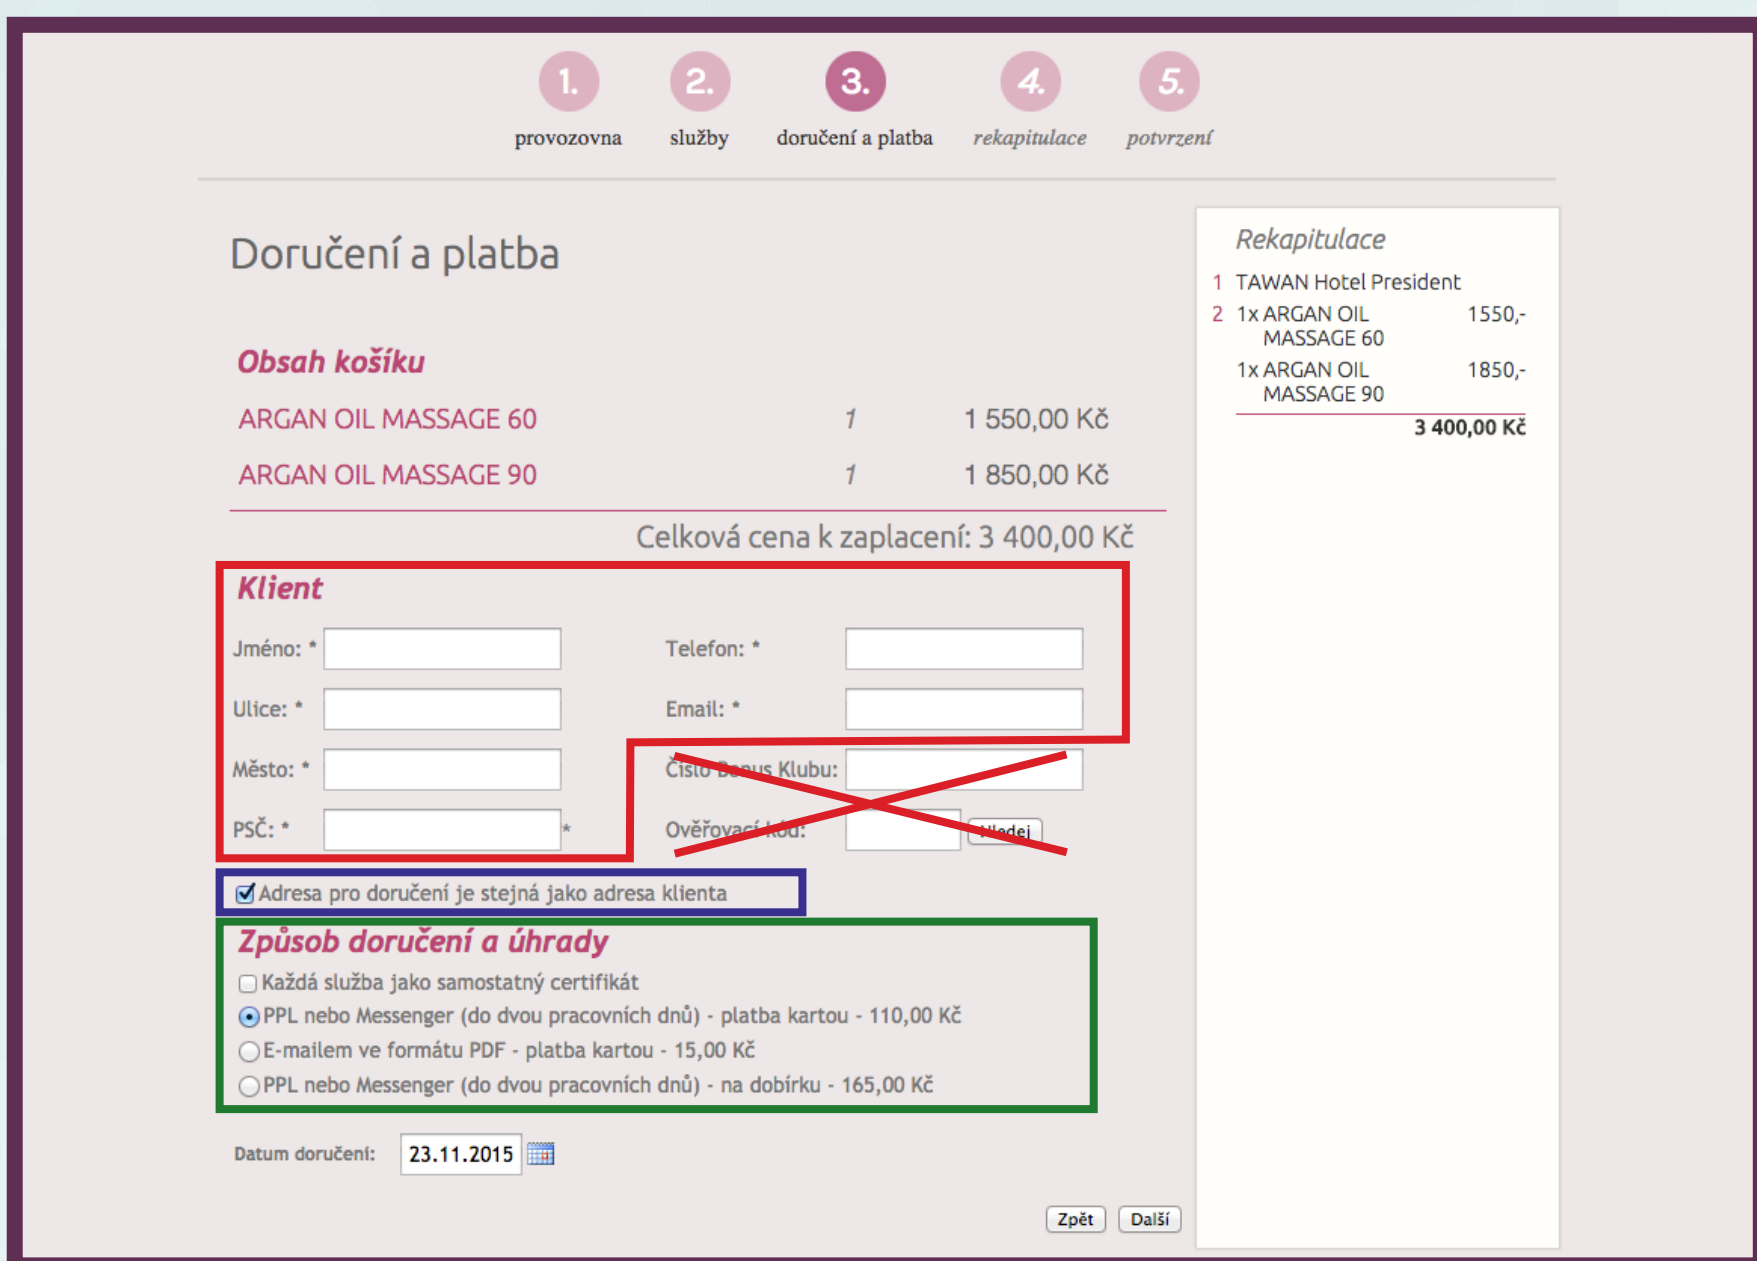 1. 2. 3. 4. 5.
provozovna služby doručení a platba rekapitulace potvrzení
Doručení a platba
Obsah košíku
ARGAN OIL MASSAGE 60 1 1 550,00 Kč
ARGAN OIL MASSAGE 90 1 1 850,00 Kč
Celková cena k zaplacení: 3 400,00 Kč
Klient
Jméno: * Telefon: *
Ulice: * Email: *
Město: * Číslo Bonus Klubu:
PSČ: * * Ověřovací kód: Hledej
Adresa pro doručení je stejná jako adresa klienta
Způsob doručení a úhrady
Každá služba jako samostatný certifikát
PPL nebo Messenger (do dvou pracovních dnů) - platba kartou - 110,00 Kč
E-mailem ve formátu PDF - platba kartou - 15,00 Kč
PPL nebo Messenger (do dvou pracovních dnů) - na dobírku - 165,00 Kč
Datum doručení: 23.11.2015
Zpět Další
Rekapitulace
1 TAWAN Hotel President
2 1x ARGAN OIL 1550,-
MASSAGE 60
1x ARGAN OIL 1850,-
MASSAGE 90
3 400,00 Kč